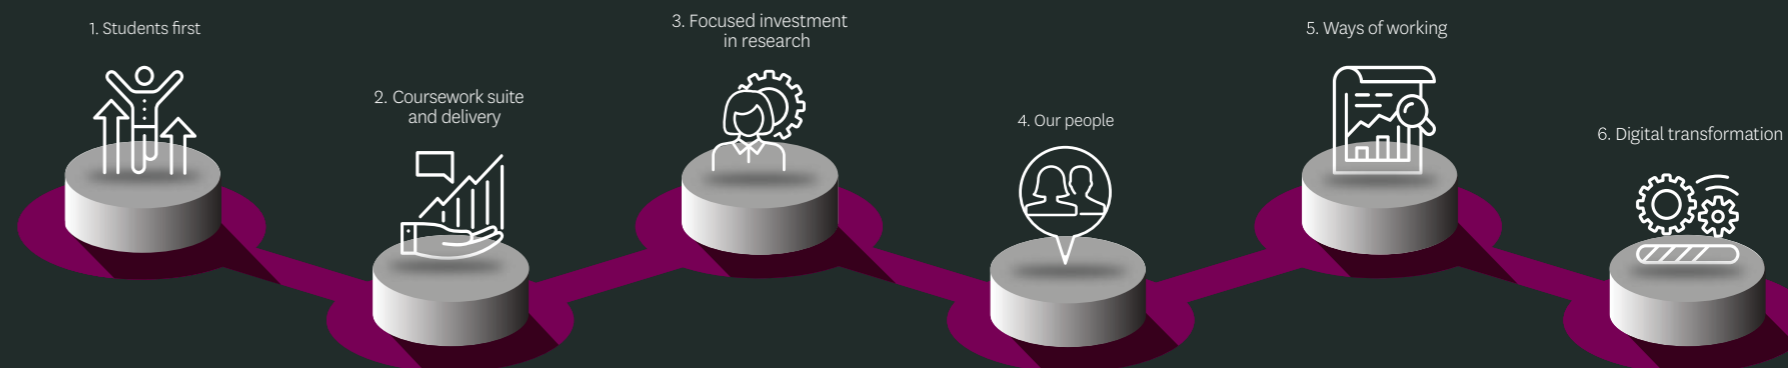 1. Students first
2. Coursework suite
and delivery
3. Focused investment
in research
4. Our people
5. Ways of working
6. Digital transformation